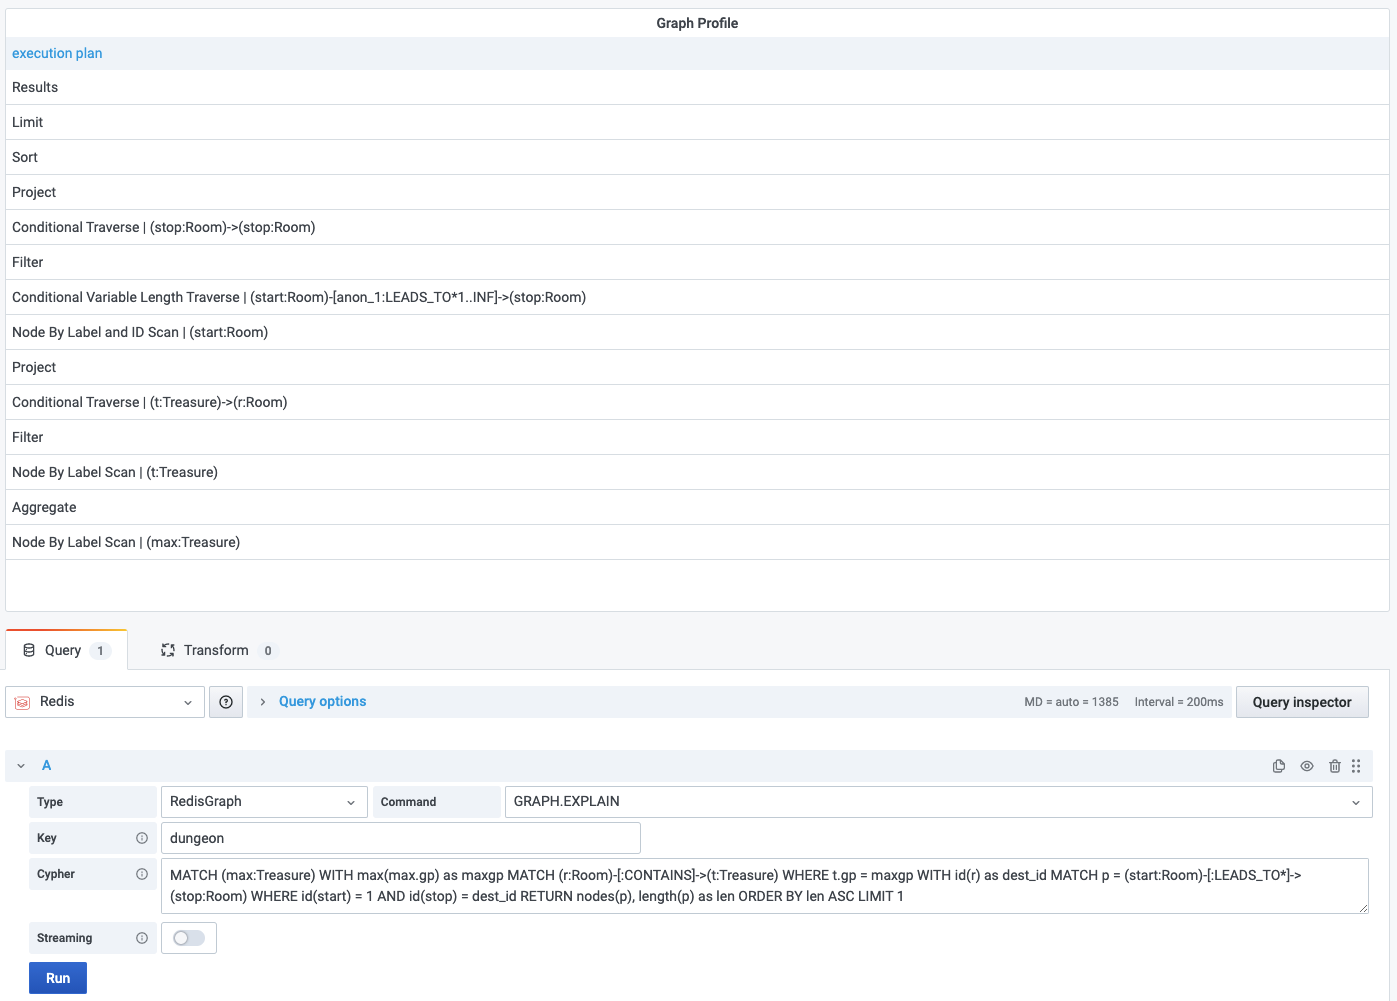 Graph Profile
execution plan
Results
Limit
Sort
Project
Conditional Traverse | (stop:Room)->(stop:Room)
Filter
Conditional Variable Length Traverse | (start:Room)-[anon_1:LEADS_TO*1..INF]->(stop:Room)
Node By Label and ID Scan | (start:Room)
Project
Conditional Traverse | (t:Treasure)->(r:Room)
Filter
Node By Label Scan | (t:Treasure)
Aggregate
Node By Label Scan | (max:Treasure)
Query 1 Transform 0
Redis Query options MD = auto = 1385 Interval = 200ms Query inspector
A
Type RedisGraph Command GRAPH.EXPLAIN
Key dungeon
Cypher MATCH (max:Treasure) WITH max(max.gp) as maxgp MATCH (r:Room)-[:CONTAINS]->(t:Treasure) WHERE t.gp = maxgp WITH id(r) as dest_id MATCH p = (start:Room)-[:LEADS_TO*]->
(stop:Room) WHERE id(start) = 1 AND id(stop) = dest_id RETURN nodes(p), length(p) as len ORDER BY len ASC LIMIT 1
Streaming
Run